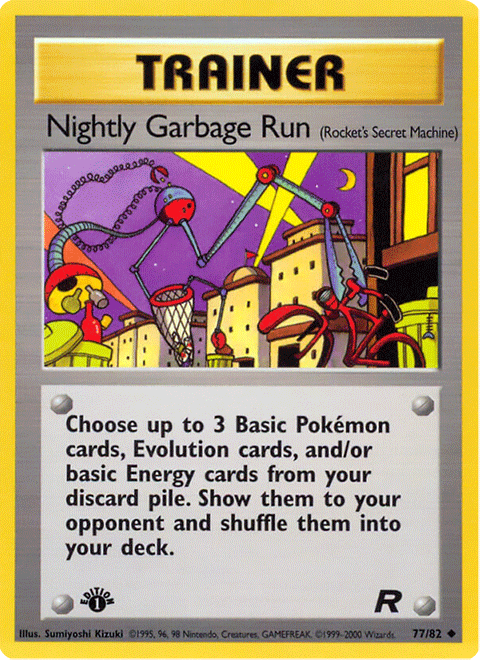 TRAINER
Nightly Garbage Run (Rocket's Secret Machine)
Choose up to 3 Basic Pokémon
cards, Evolution cards, and/or
basic Energy cards from your
discard pile. Show them to your
opponent and shuffle them into
your deck.
EDITION
1
R
Illus. Sumiyoshi Kizuki ©1995, 96, 98 Nintendo, Creatures, GAMEFREAK. ©1999-2000 Wizards. 77/82